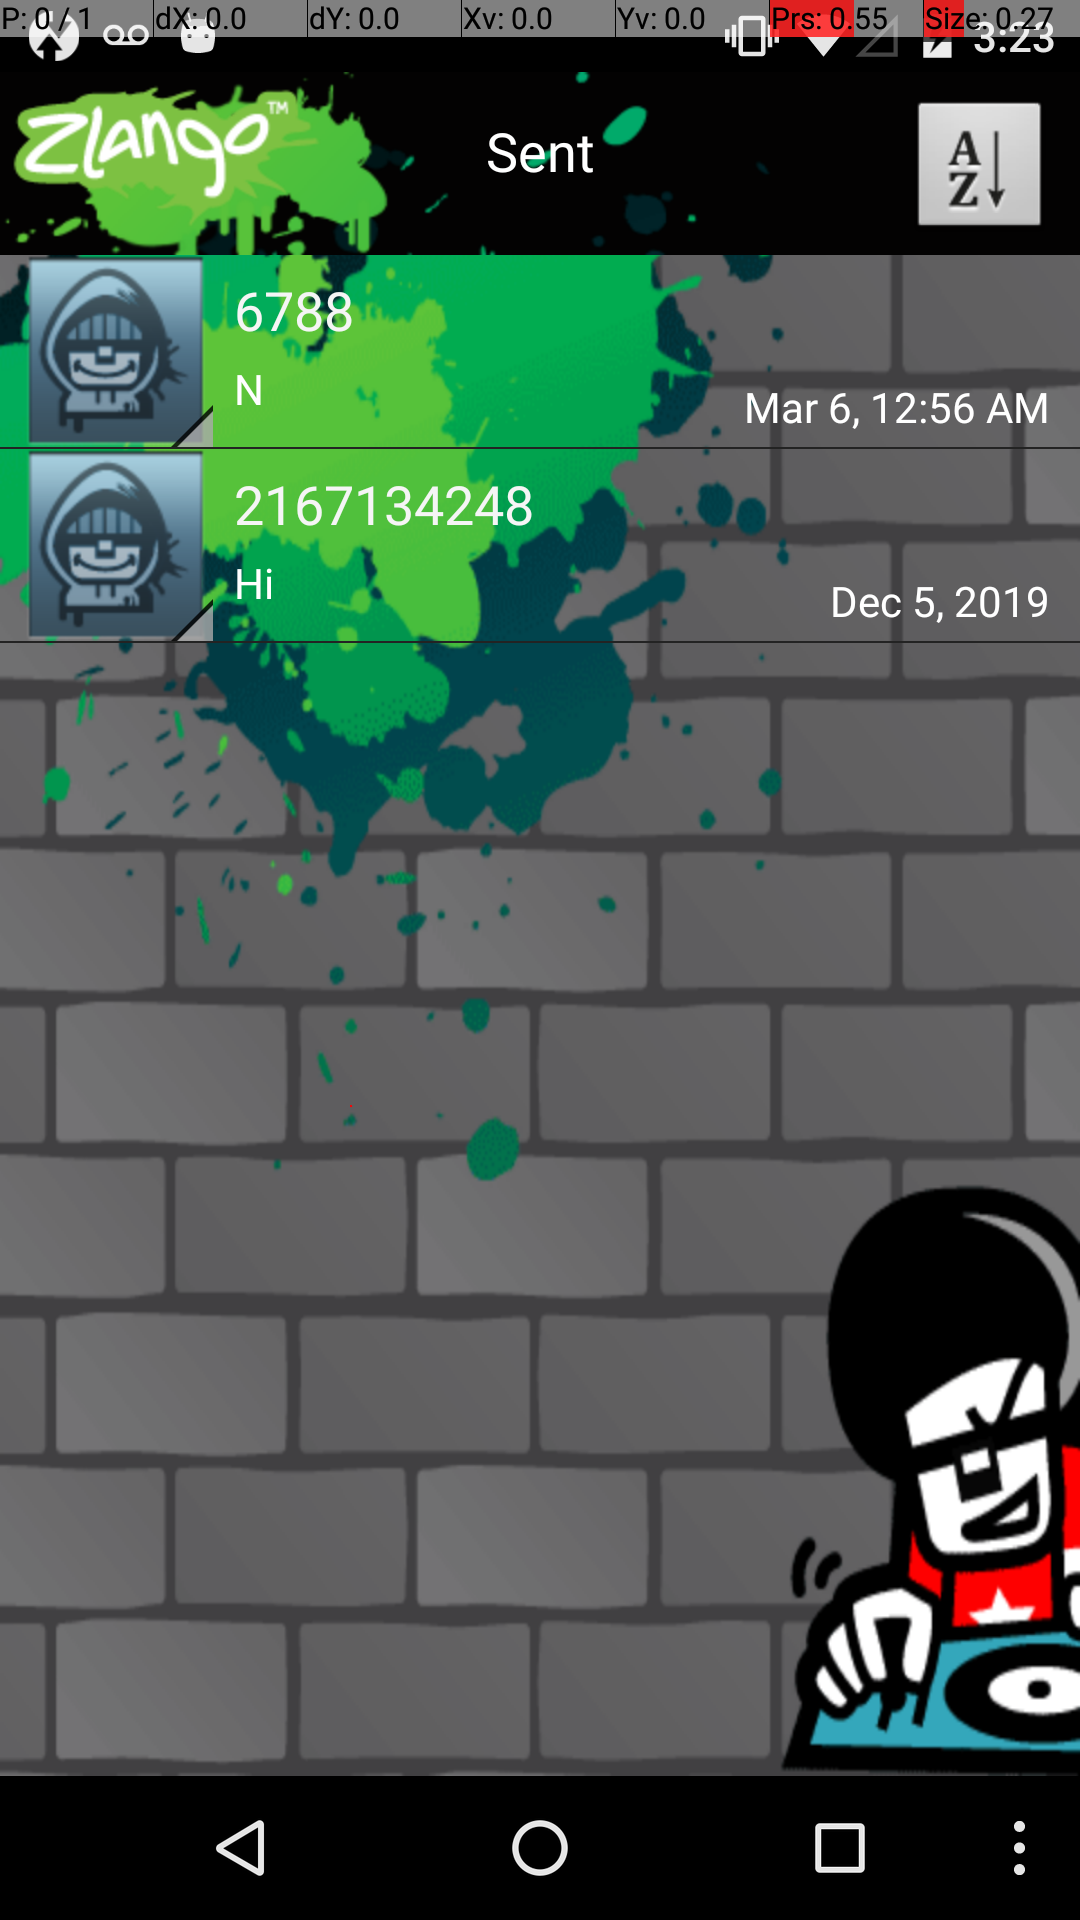 P: 0 / 1 dX: 0.0 dY: 0.0 Xv: 0.0 Yv: 0.0 Prs: 0.55 Size: 0.27
3:23
Zlango™
Sent
A
Z
6788
N
Mar 6, 12:56 AM
2167134248
Hi
Dec 5, 2019